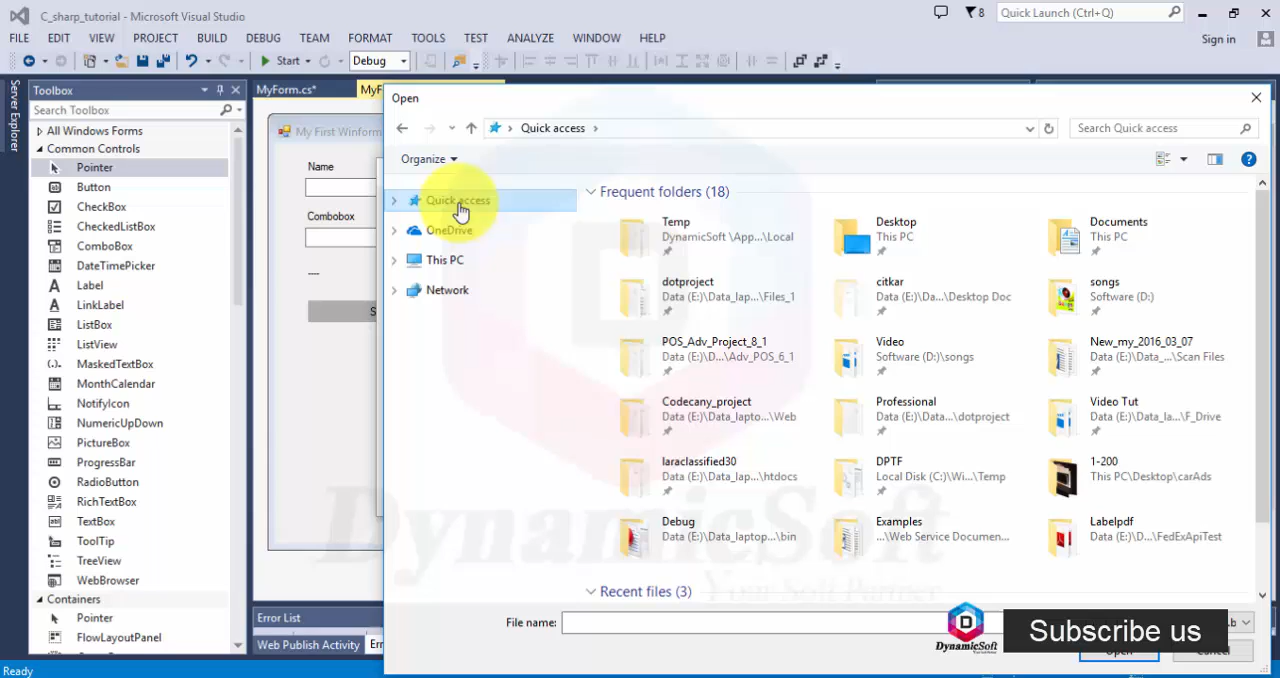 C_sharp_tutorial - Microsoft Visual Studio
8
Quick Launch (Ctrl+Q)
FILE EDIT VIEW PROJECT BUILD DEBUG TEAM FORMAT TOOLS TEST ANALYZE WINDOW HELP
Sign in
Start
Debug
Server Explorer
Toolbox
Search Toolbox
All Windows Forms
Common Controls
Pointer
Button
CheckBox
CheckedListBox
ComboBox
DateTimePicker
Label
LinkLabel
ListBox
ListView
MaskedTextBox
MonthCalendar
NotifyIcon
NumericUpDown
PictureBox
ProgressBar
RadioButton
RichTextBox
TextBox
ToolTip
TreeView
WebBrowser
Containers
Pointer
FlowLayoutPanel
MyForm.cs*
My First Winform
Name
Combobox
Error List
Web Publish Activity
Ready
Open
Quick access
Search Quick access
Organize
Quick access
OneDrive
This PC
Network
Frequent folders (18)
Temp
DynamicSoft \App...\Local
Desktop
This PC
Documents
This PC
dotproject
Data (E:)\Data_lap...\Files_1
citkar
Data (E:)\Da...\Desktop Doc
songs
Software (D:)
POS_Adv_Project_8_1
Data (E:)\D...\Adv_POS_6_1
Video
Software (D:)\songs
New_my_2016_03_07
Data (E:)\Data_...\Scan Files
Codecany_project
Data (E:)\Data_lapto...\Web
Professional
Data (E:)\Data...\dotproject
Video Tut
Data (E:)\Data_la...\F_Drive
laraclassified30
Data (E:)\Data_lap...\htdocs
DPTF
Local Disk (C:)\Wi...\Temp
1-200
This PC\Desktop\carAds
Debug
Data (E:)\Data_laptop...\bin
Examples
...\Web Service Documen...
Labelpdf
Data (E:)\D...\FedExApiTest
Recent files (3)
File name:
DynamicSoft
Your Soft Partner
DynamicSoft
Subscribe us